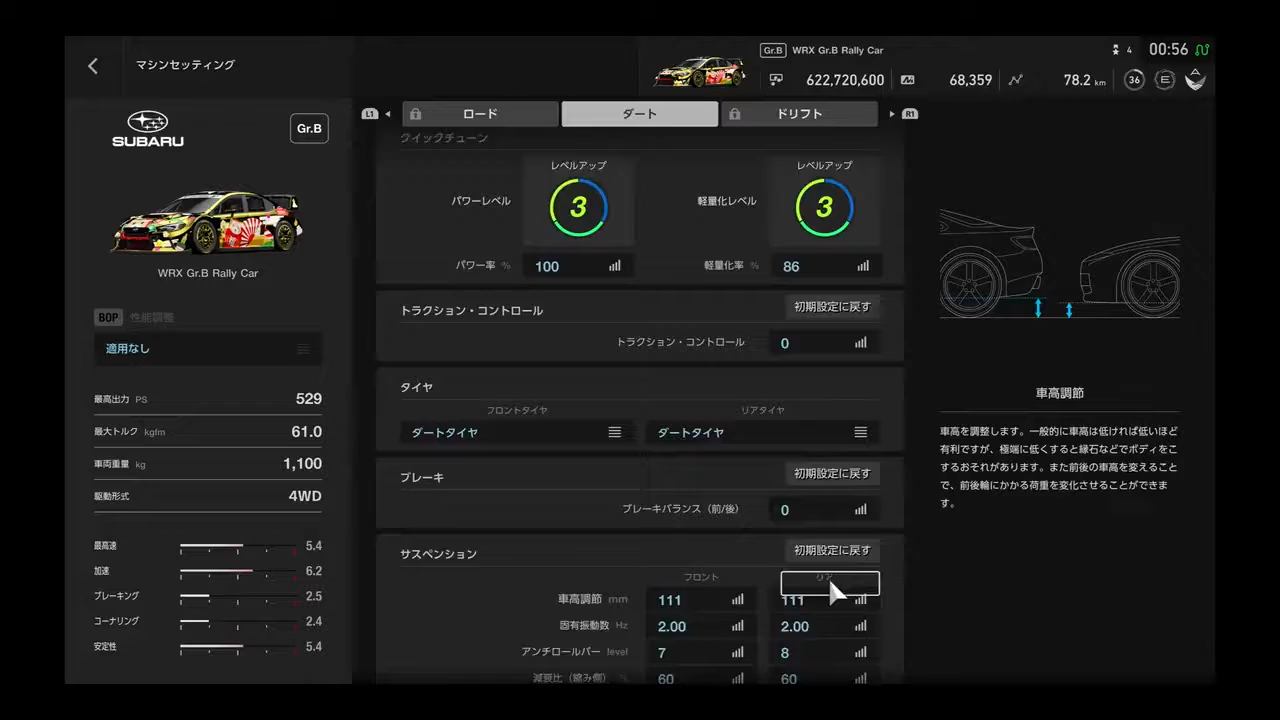 マシンセッティング
Gr.B WRX Gr.B Rally Car
4 00:56
622,720,600 68,359 78.2 km 36 E
SUBARU
Gr.B
WRX Gr.B Rally Car
BOP 性能調整
適用なし
最高出力 PS 529
最大トルク kgfm 61.0
車両重量 kg 1,100
駆動形式 4WD
最高速 5.4
加速 6.2
ブレーキング 2.5
コーナリング 2.4
安定性 5.4
L1 ロード ダート ドリフト R1
クイックチューン
レベルアップ レベルアップ
パワーレベル 3 軽量化レベル 3
パワー率 % 100 軽量化率 % 86
トラクション・コントロール 初期設定に戻す
トラクション・コントロール 0
タイヤ
フロントタイヤ リアタイヤ
ダートタイヤ ダートタイヤ
ブレーキ 初期設定に戻す
ブレーキバランス（前/後） 0
サスペンション 初期設定に戻す
フロント リア
車高調節 mm 111 111
固有振動数 Hz 2.00 2.00
アンチロールバー level 7 8
減衰比（縮み側） % 60 60
車高調節
車高を調整します。一般的に車高は低ければ低いほど
有利ですが、極端に低くすると縁石などでボディをこ
するおそれがあります。また前後の車高を変えること
で、前後輪にかかる荷重を変化させることができま
す。